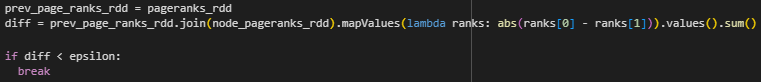 prev_page_ranks_rdd = pageranks_rdd
diff = prev_page_ranks_rdd.join(node_pageranks_rdd).mapValues(lambda ranks: abs(ranks[0] - ranks[1])).values().sum()
if diff < epsilon:
break